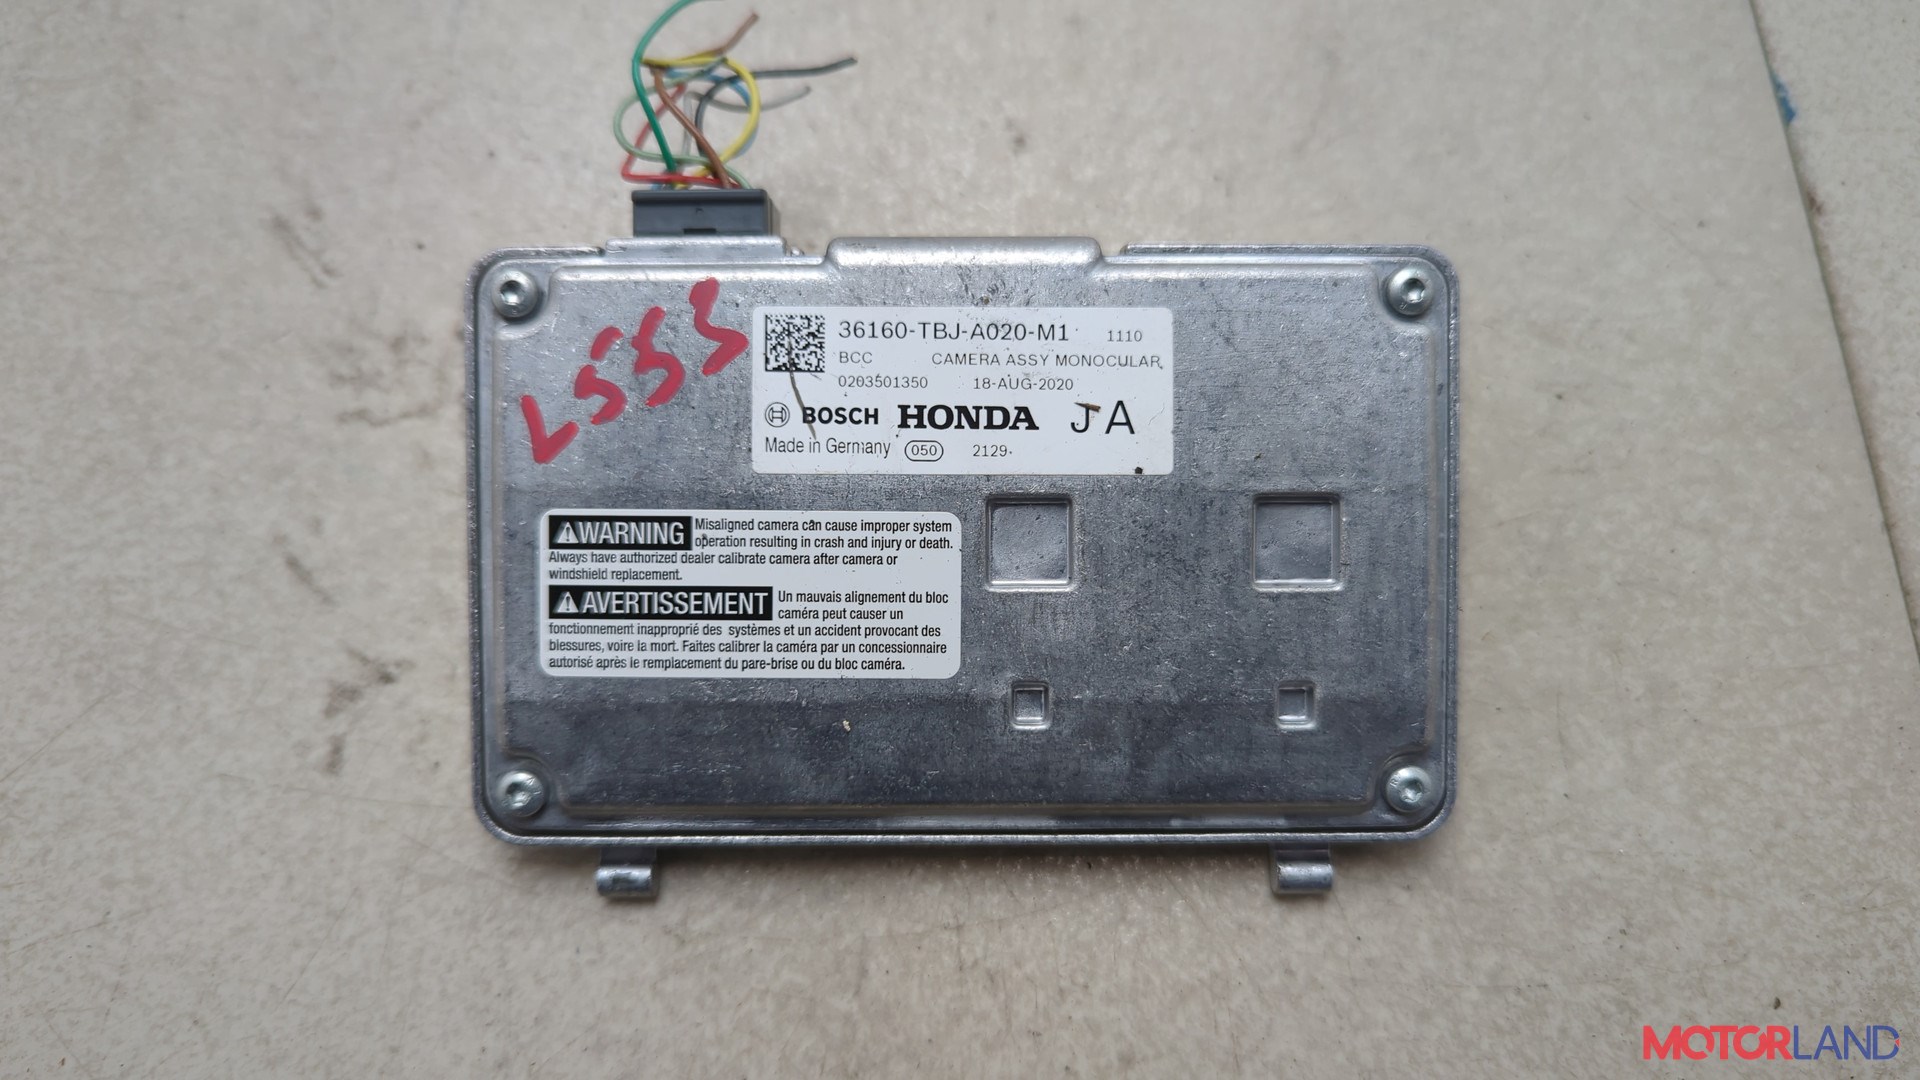 L555
36160-TBJ-A020-M1 1110
BCC CAMERA ASSY MONOCULAR
0203501350 18-AUG-2020
BOSCH HONDA JA
Made in Germany 050 2129
WARNING Misaligned camera can cause improper system
operation resulting in crash and injury or death.
Always have authorized dealer calibrate camera after camera or
windshield replacement.
AVERTISSEMENT Un mauvais alignement du bloc
caméra peut causer un
fonctionnement inapproprié des systèmes et un accident provocant des
blessures, voire la mort. Faites calibrer la caméra par un concessionnaire
autorisé après le remplacement du pare-brise ou du bloc caméra.
MOTORLAND